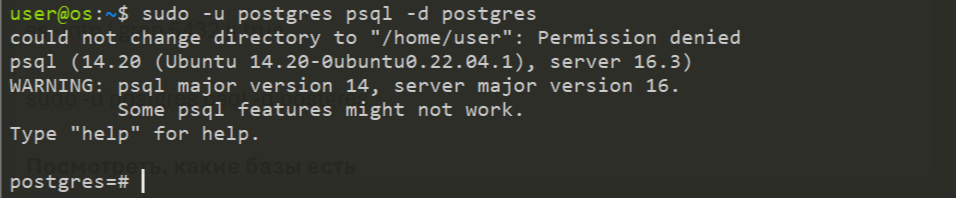 user@os:~$ sudo -u postgres psql -d postgres
could not change directory to "/home/user": Permission denied
psql (14.20 (Ubuntu 14.20-0ubuntu0.22.04.1), server 16.3)
WARNING: psql major version 14, server major version 16.
         Some psql features might not work.
Type "help" for help.
Посмотреть, какие базы есть
postgres=#